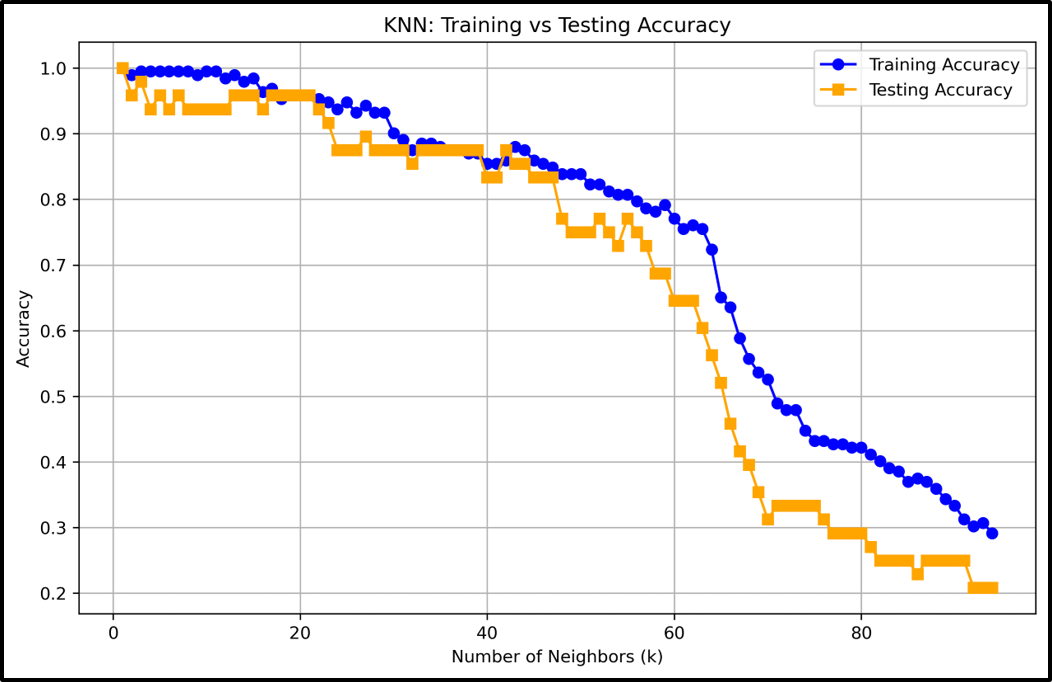 KNN: Training vs Testing Accuracy
Training Accuracy
Testing Accuracy
1.0
0.9
0.8
0.7
0.6
0.5
0.4
0.3
0.2
Accuracy
0 20 40 60 80
Number of Neighbors (k)